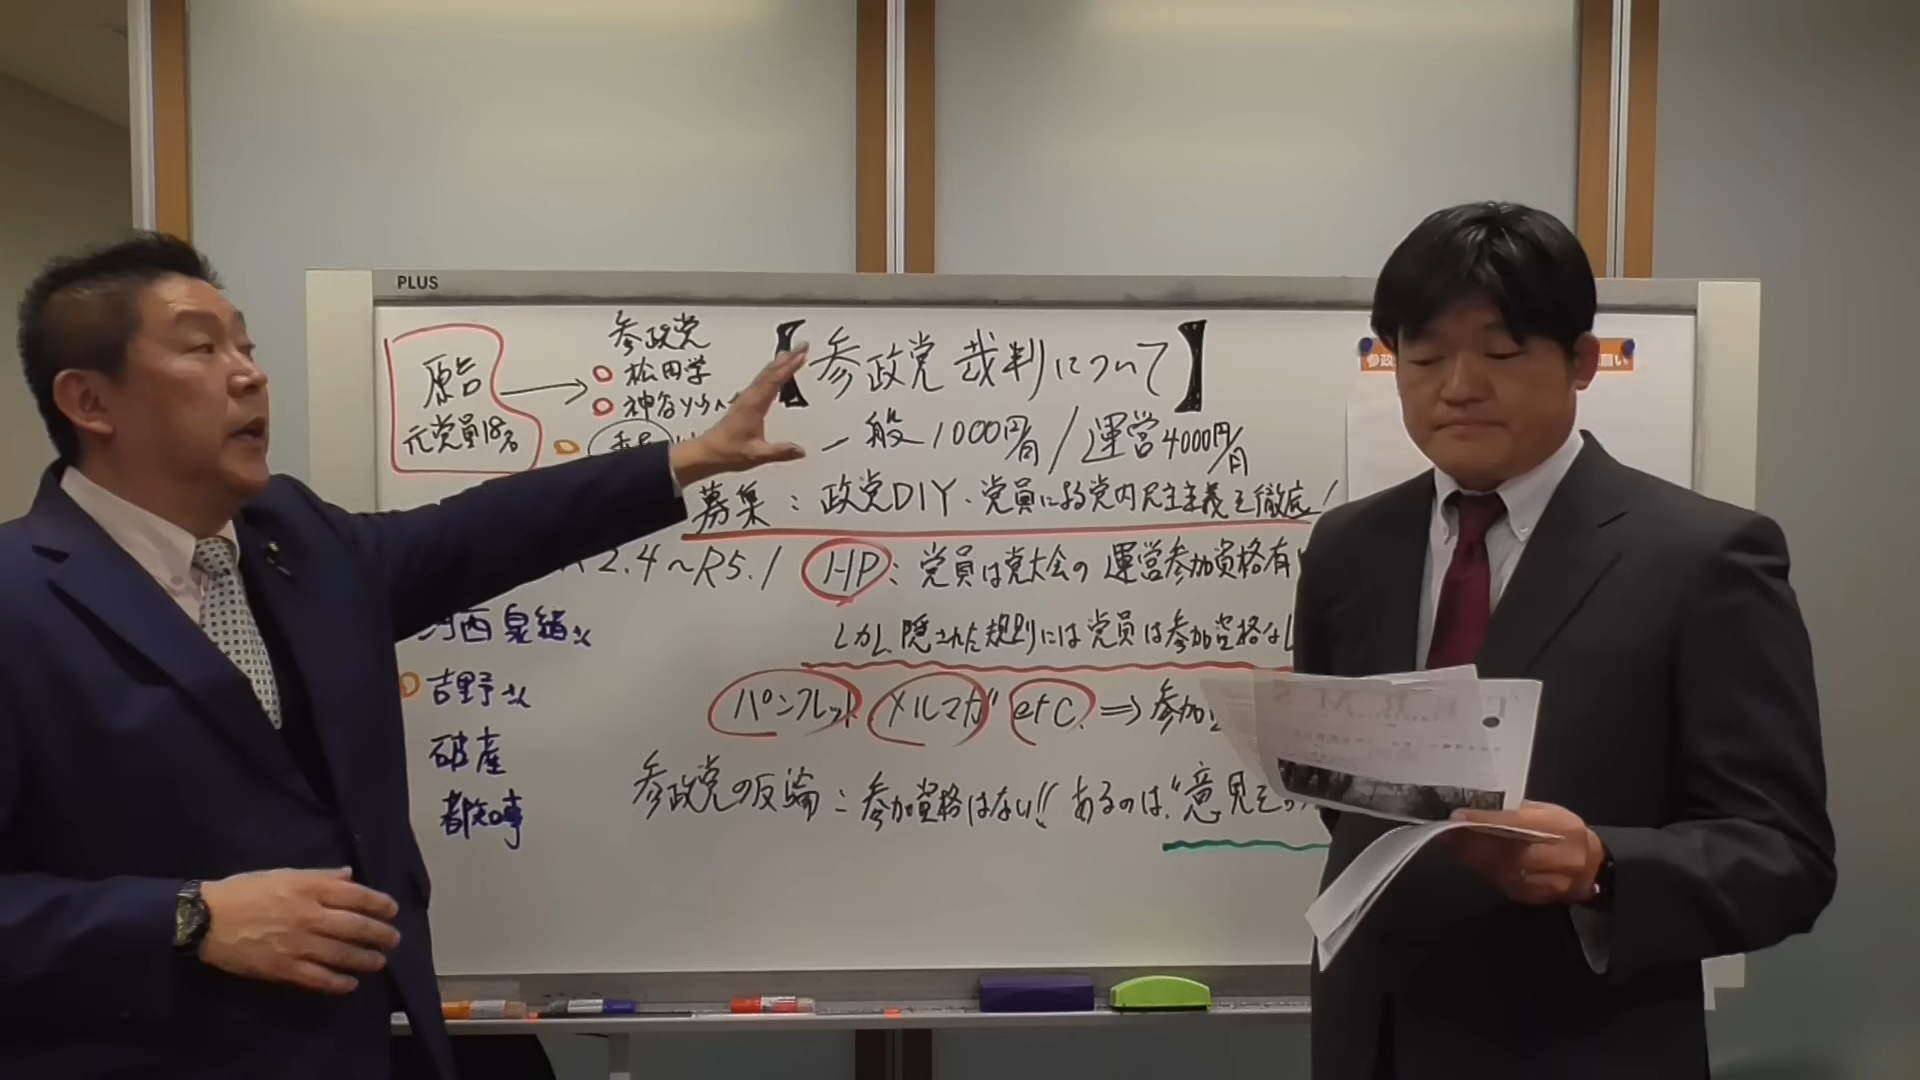 PLUS
原告
元党員18名
参政党
松田学
神谷ソウヘイ
【参政党 裁判について】
一般1000円/月/運営4000円/月
募集:政党DIY・党員による党内民主主義を徹底!
2.4～R5.1 HP:党員は党大会の運営参加資格有り
しかし隠された規則には党員は参加資格なし
パンフレット メルマガ etc. ⇒ 参加
参政党の反論:参加資格はない!! あるのは、"意見を
河西泉緒さん
吉野さん
破産
都知事
参政
願い
TERMS